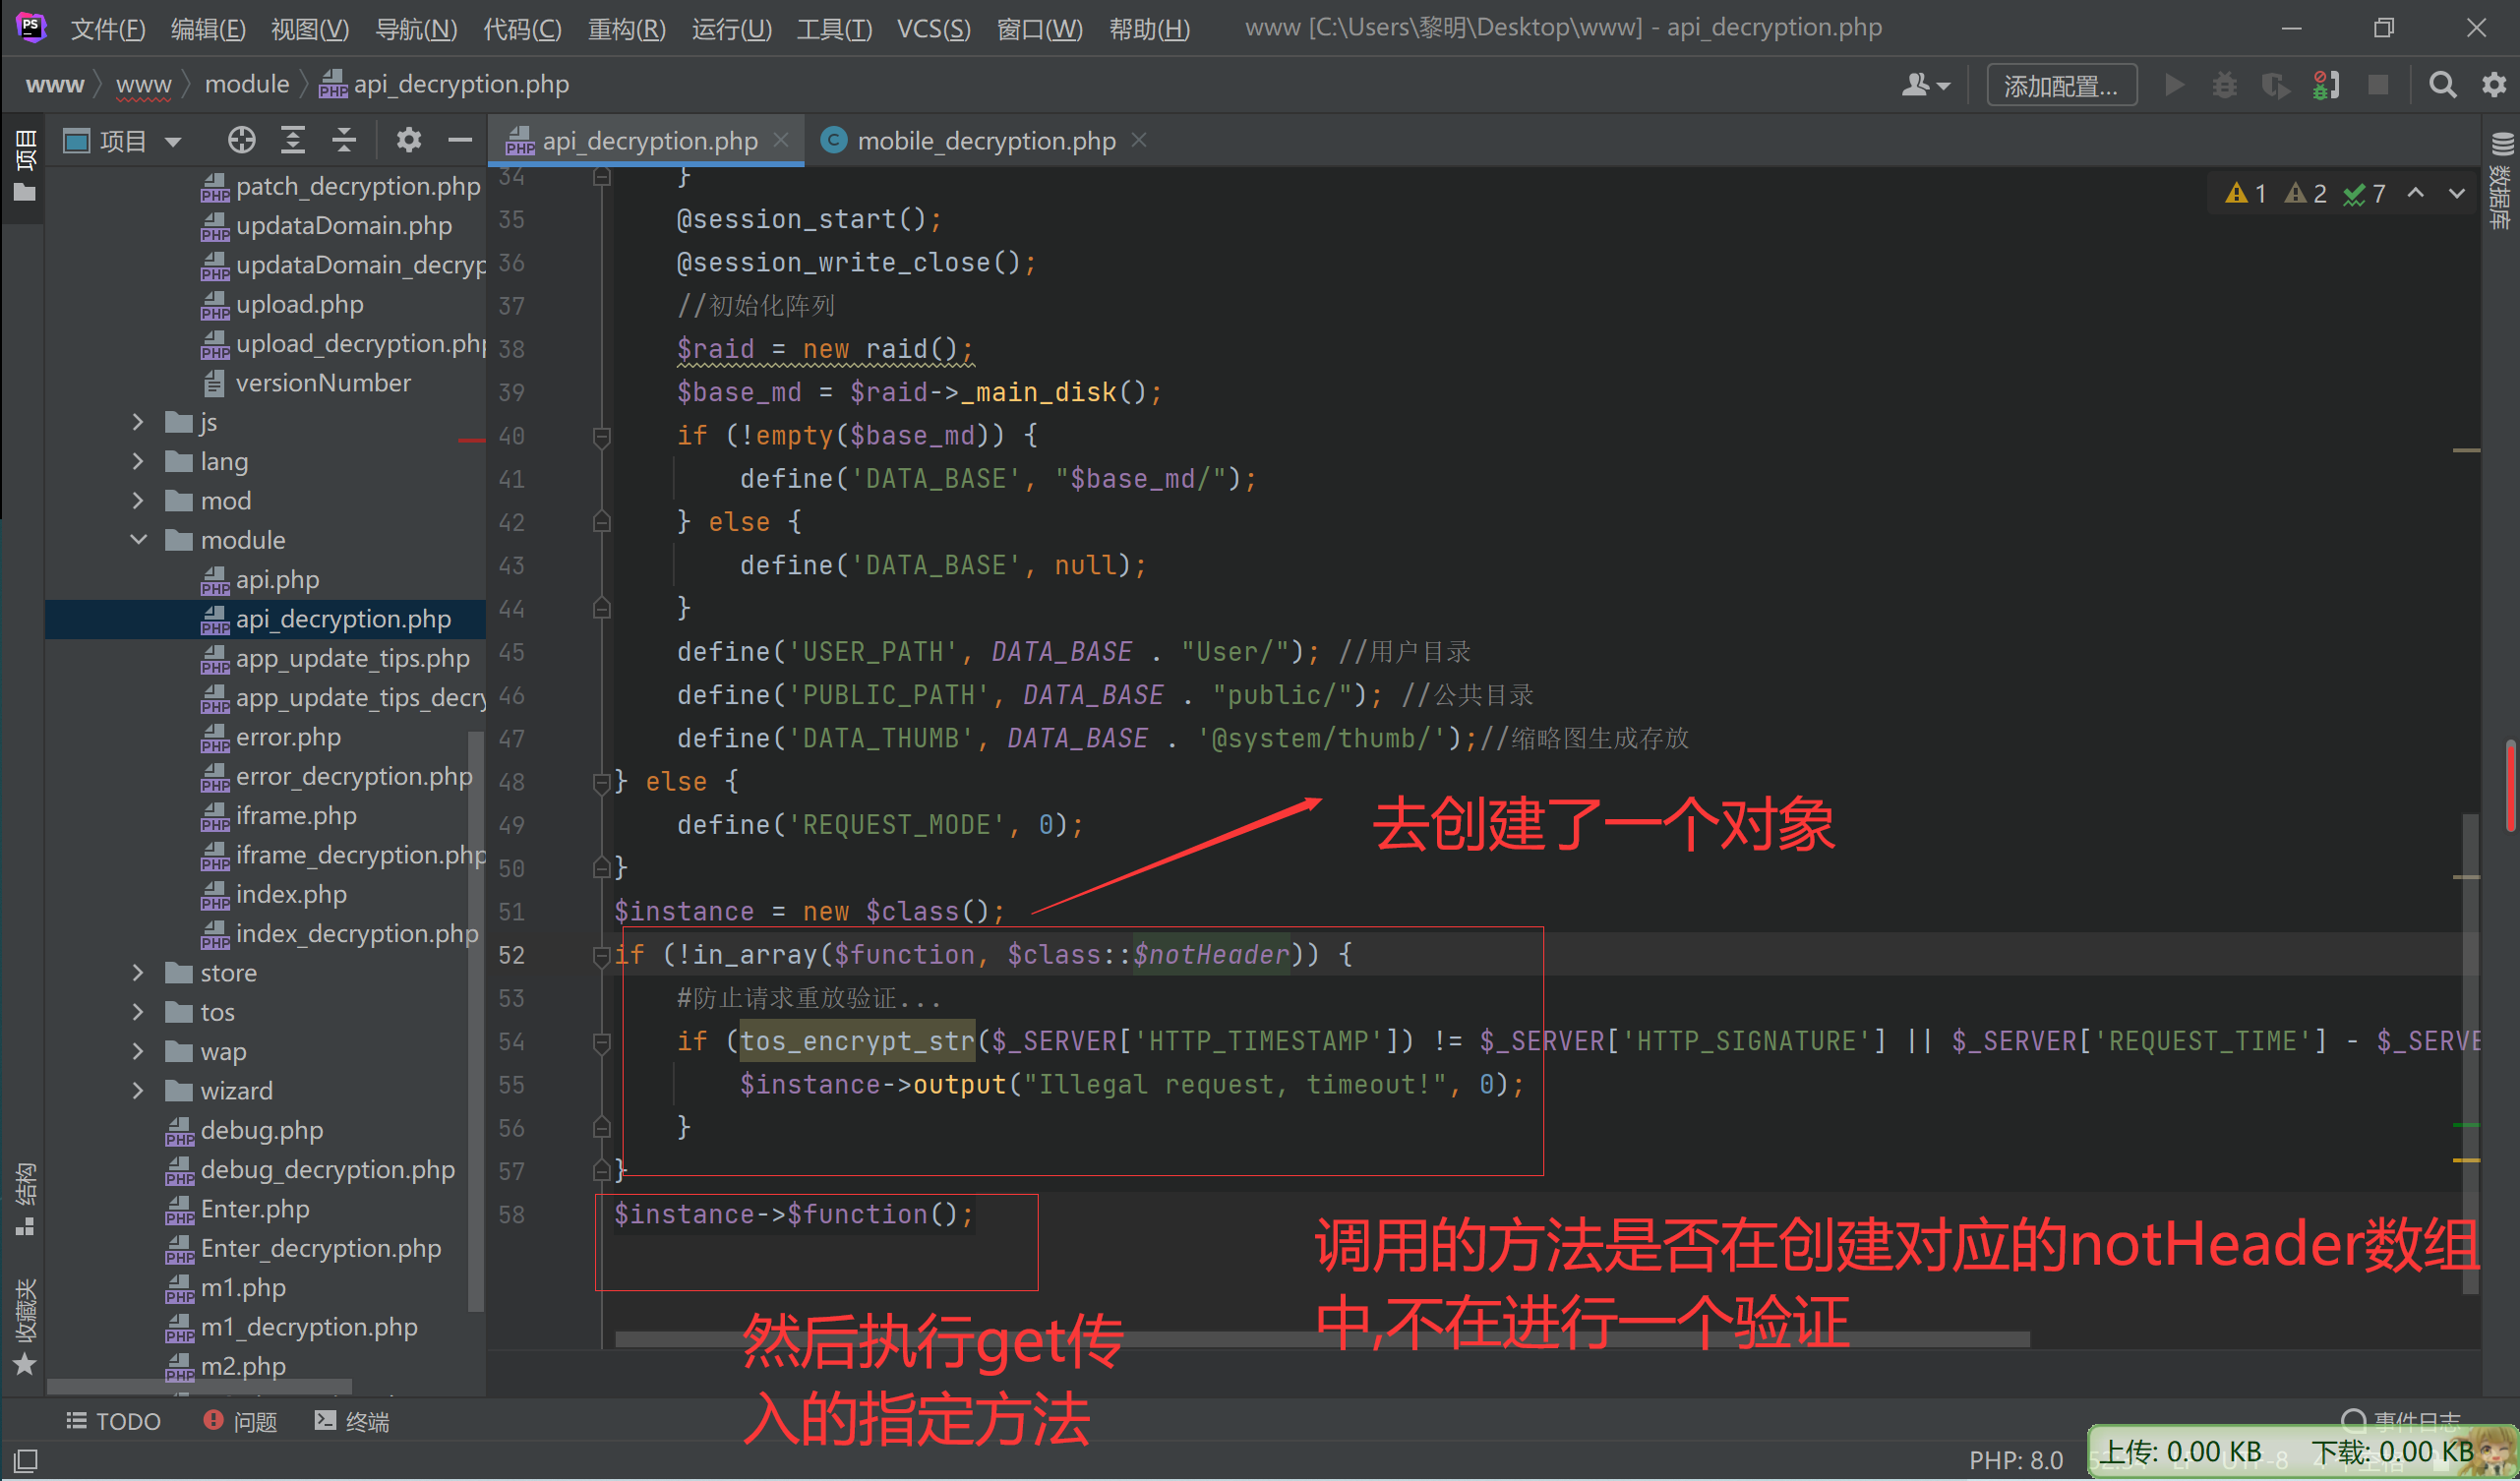 文件(F) 编辑(E) 视图(V) 导航(N) 代码(C) 重构(R) 运行(U) 工具(T) VCS(S) 窗口(W) 帮助(H) www [C:\Users\黎明\Desktop\www] - api_decryption.php
www www module api_decryption.php 添加配置...
项目
项目
api_decryption.php
mobile_decryption.php
数据库
1 2 7
patch_decryption.php
updataDomain.php
updataDomain_decryp
upload.php
upload_decryption.php
versionNumber
js
lang
mod
module
api.php
api_decryption.php
app_update_tips.php
app_update_tips_decry
error.php
error_decryption.php
iframe.php
iframe_decryption.php
index.php
index_decryption.php
store
tos
wap
wizard
debug.php
debug_decryption.php
Enter.php
Enter_decryption.php
m1.php
m1_decryption.php
m2.php
结构
收藏夹
34 }
35 @session_start();
36 @session_write_close();
37 //初始化阵列
38 $raid = new raid();
39 $base_md = $raid->_main_disk();
40 if (!empty($base_md)) {
41 define('DATA_BASE', "$base_md/");
42 } else {
43 define('DATA_BASE', null);
44 }
45 define('USER_PATH', DATA_BASE . "User/"); //用户目录
46 define('PUBLIC_PATH', DATA_BASE . "public/"); //公共目录
47 define('DATA_THUMB', DATA_BASE . '@system/thumb/');//缩略图生成存放
48 } else {
49 define('REQUEST_MODE', 0);
50 }
51 $instance = new $class();
52 if (!in_array($function, $class::$notHeader)) {
53 #防止请求重放验证...
54 if (tos_encrypt_str($_SERVER['HTTP_TIMESTAMP']) != $_SERVER['HTTP_SIGNATURE'] || $_SERVER['REQUEST_TIME'] - $_SERVE
55 $instance->output("Illegal request, timeout!", 0);
56 }
57 }
58 $instance->$function();
去创建了一个对象
调用的方法是否在创建对应的notHeader数组
中,不在进行一个验证
然后执行get传
入的指定方法
TODO 问题 终端 事件日志
PHP: 8.0
上传: 0.00 KB 下载: 0.00 KB